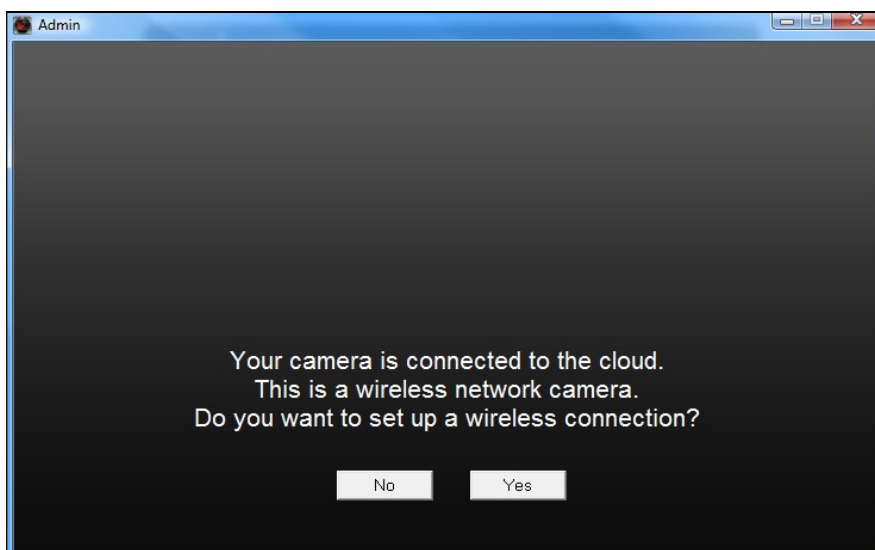 Admin
Your camera is connected to the cloud.
This is a wireless network camera.
Do you want to set up a wireless connection?
No Yes